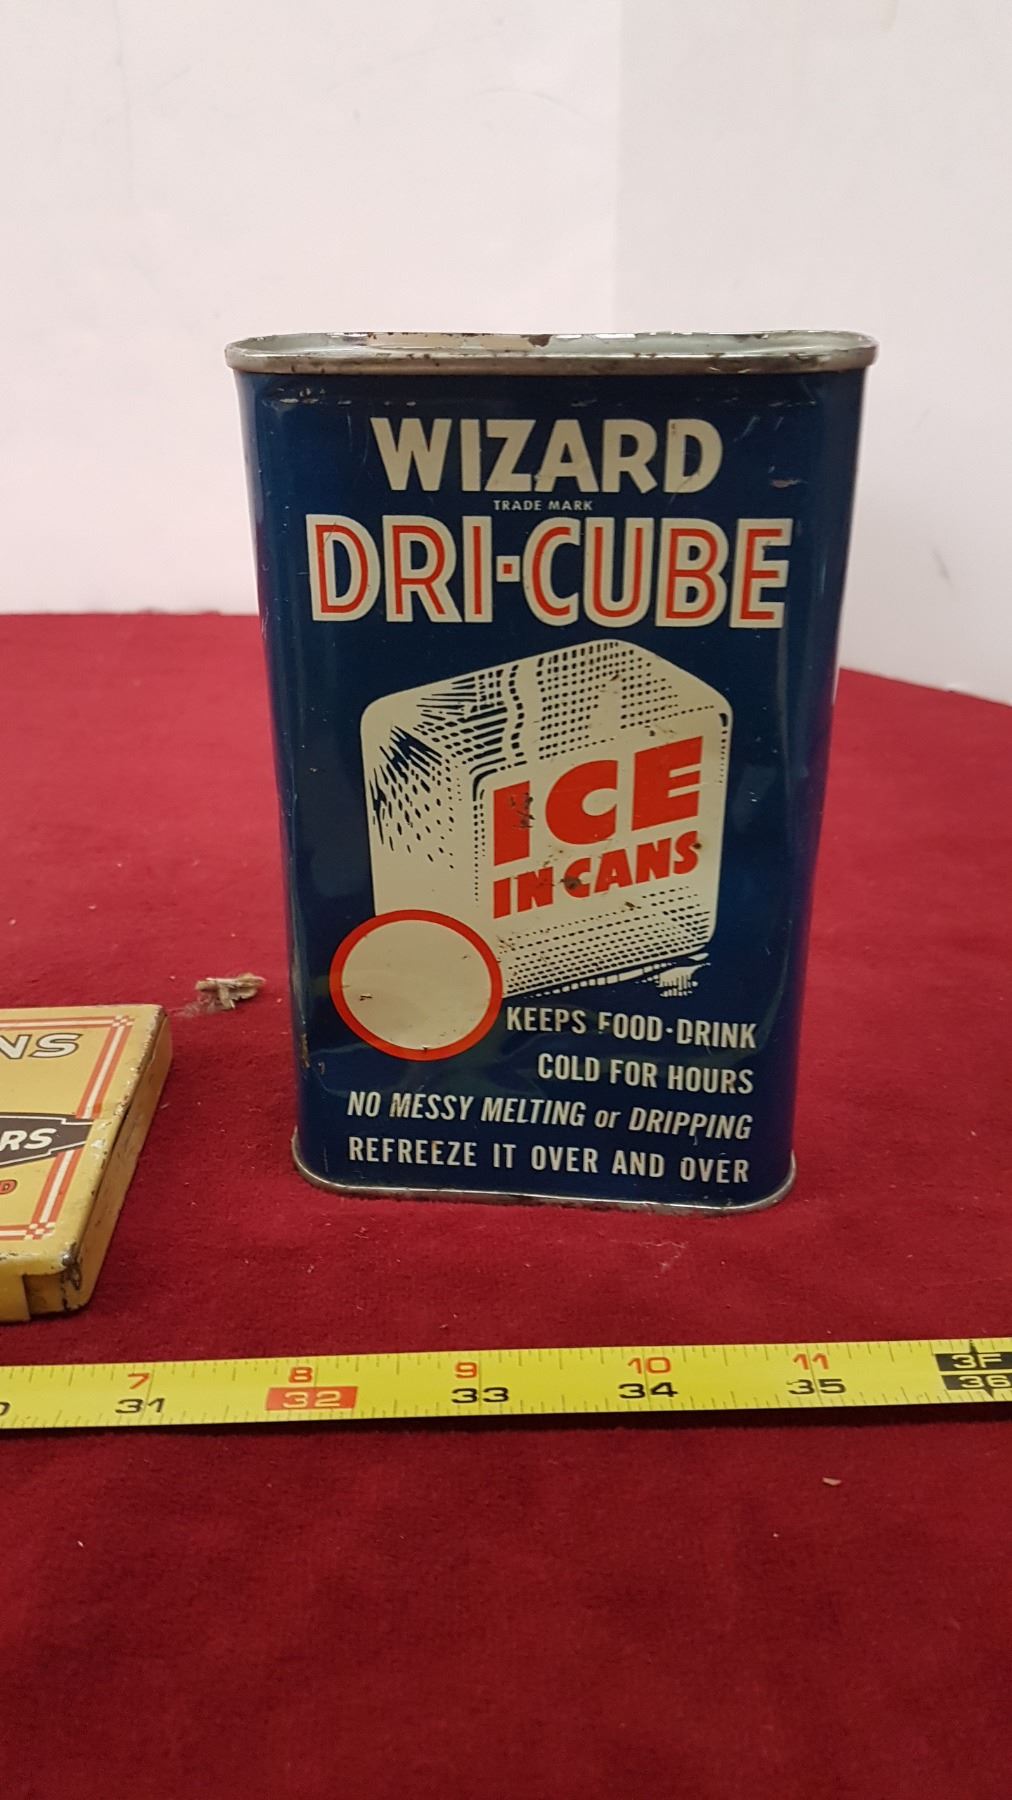 WIZARD
TRADE MARK
DRI-CUBE
ICE
IN CANS
KEEPS FOOD-DRINK
COLD FOR HOURS
NO MESSY MELTING or DRIPPING
REFREEZE IT OVER AND OVER
NS
RS
D
7 8 9 10 11 3F
31 32 33 34 35 36